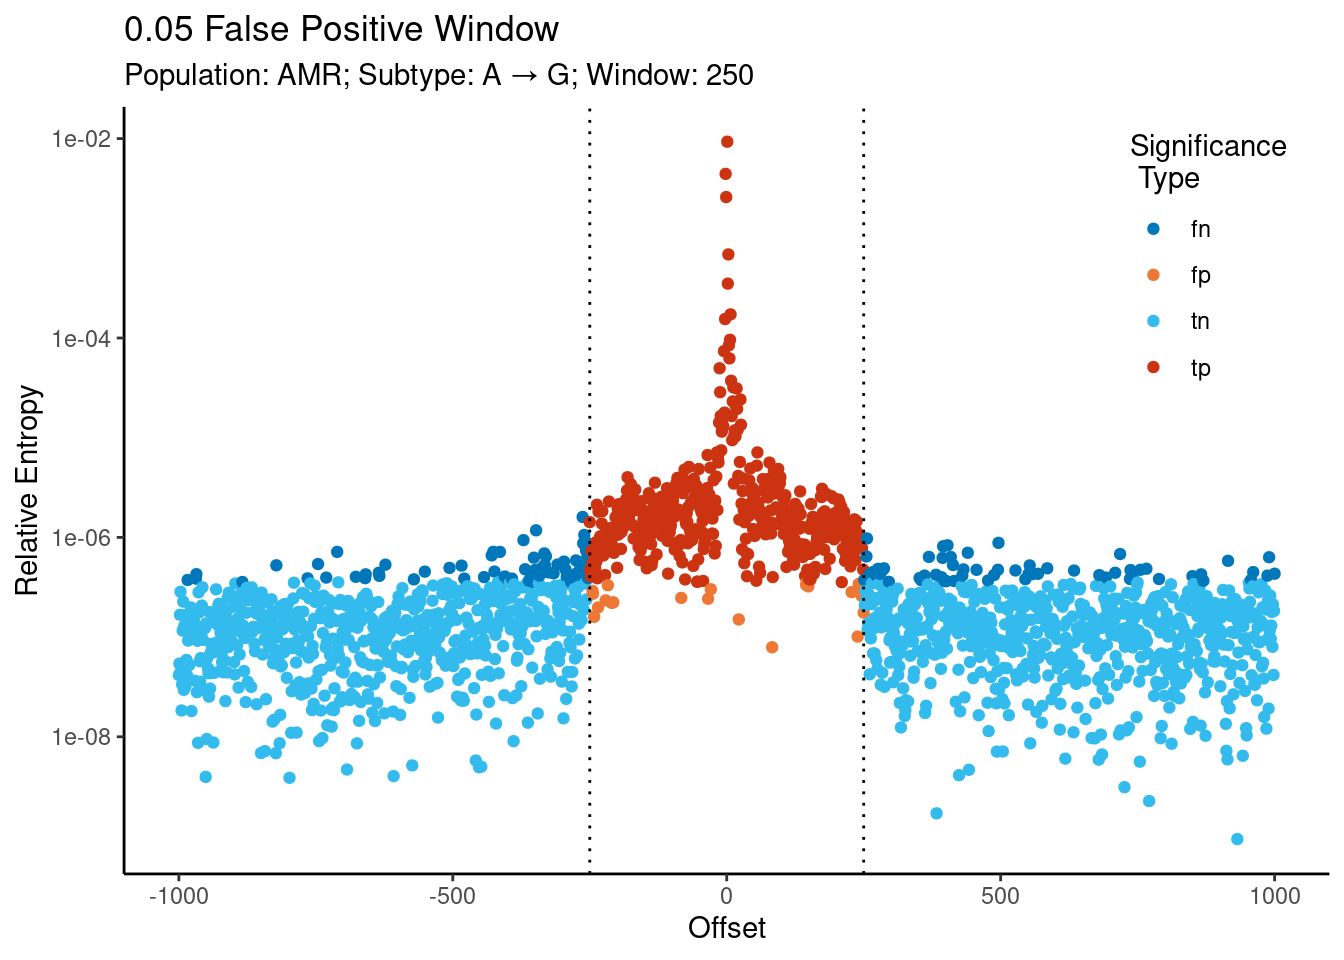 0.05 False Positive Window
Population: AMR; Subtype: A → G; Window: 250
1e-02
1e-04
1e-06
1e-08
Relative Entropy
-1000
-500
0
500
1000
Offset
Significance
Type
fn
fp
tn
tp